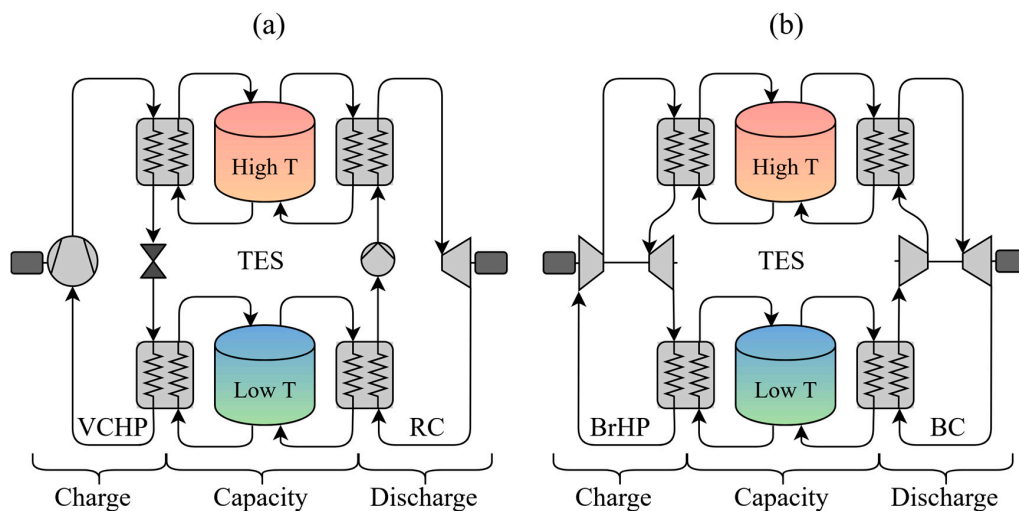 (a)
(b)
High T
High T
TES
TES
Low T
Low T
VCHP
RC
BrHP
BC
Charge
Capacity
Discharge
Charge
Capacity
Discharge